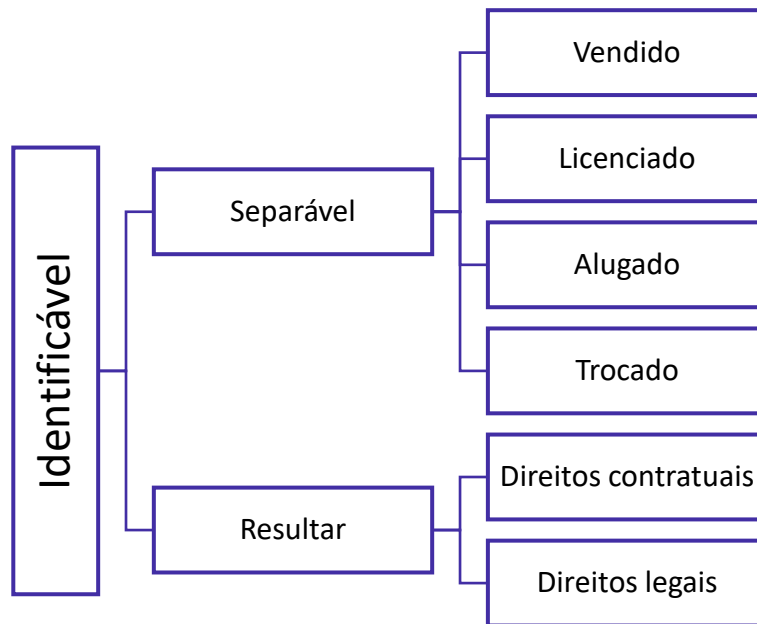 Identificável
Separável
Vendido
Licenciado
Alugado
Trocado
Resultar
Direitos contratuais
Direitos legais